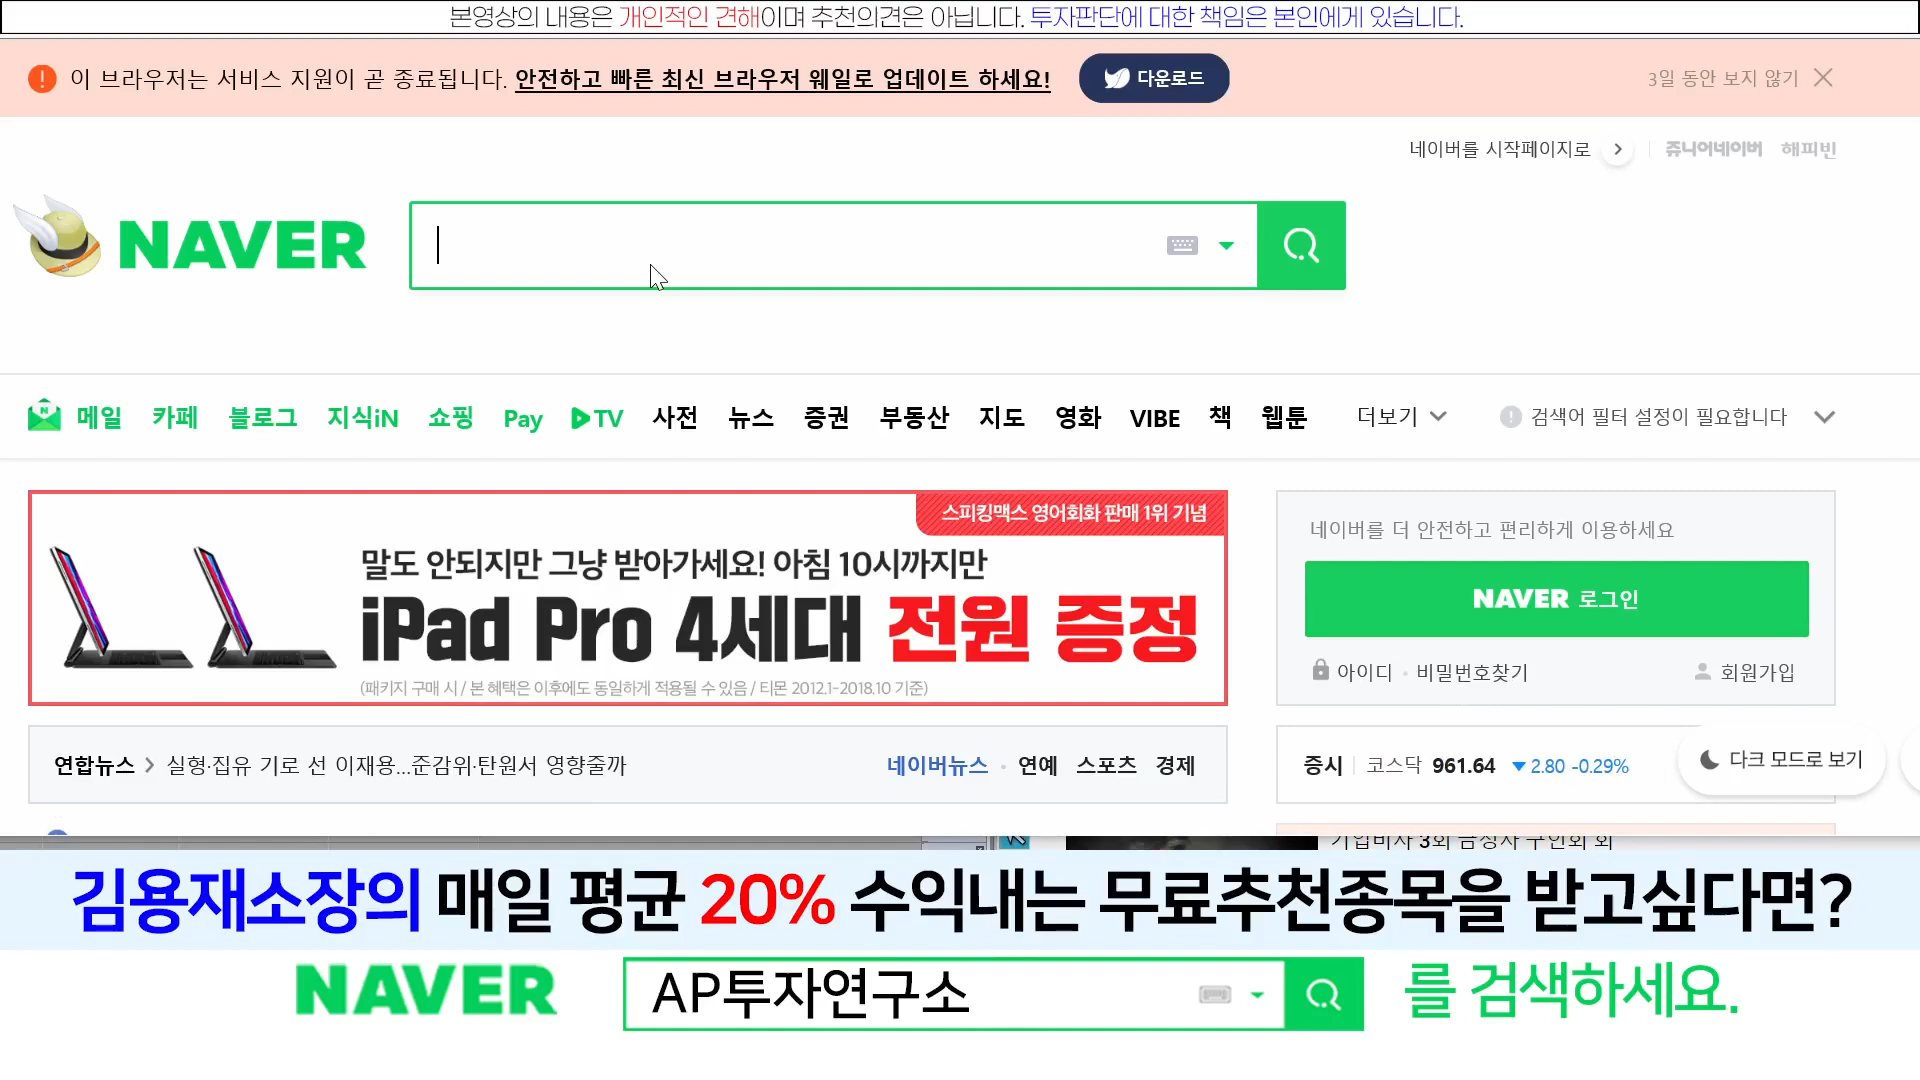 본영상의 내용은 개인적인 견해이며 추천의견은 아닙니다. 투자판단에 대한 책임은 본인에게 있습니다.
이 브라우저는 서비스 지원이 곧 종료됩니다. 안전하고 빠른 최신 브라우저 웨일로 업데이트 하세요! 다운로드 3일 동안 보지 않기
네이버를 시작페이지로 쥬니어네이버 해피빈
NAVER
메일 카페 블로그 지식iN 쇼핑 Pay TV 사전 뉴스 증권 부동산 지도 영화 VIBE 책 웹툰 더보기 검색어 필터 설정이 필요합니다
스피킹맥스 영어회화 판매 1위 기념
말도 안되지만 그냥 받아가세요! 아침 10시까지만
iPad Pro 4세대 전원 증정
(패키지 구매 시 / 본 혜택은 이후에도 동일하게 적용될 수 있음 / 티몬 2012.1-2018.10 기준)
네이버를 더 안전하고 편리하게 이용하세요
NAVER 로그인
아이디 · 비밀번호찾기 회원가입
연합뉴스 > 실형·집유 기로 선 이재용...준감위·탄원서 영향줄까 네이버뉴스 · 연예 스포츠 경제
증시 코스닥 961.64 ▼2.80 -0.29% 다크 모드로 보기
김용재소장의 매일 평균 20% 수익내는 무료추천종목을 받고싶다면?
NAVER AP투자연구소 를 검색하세요.